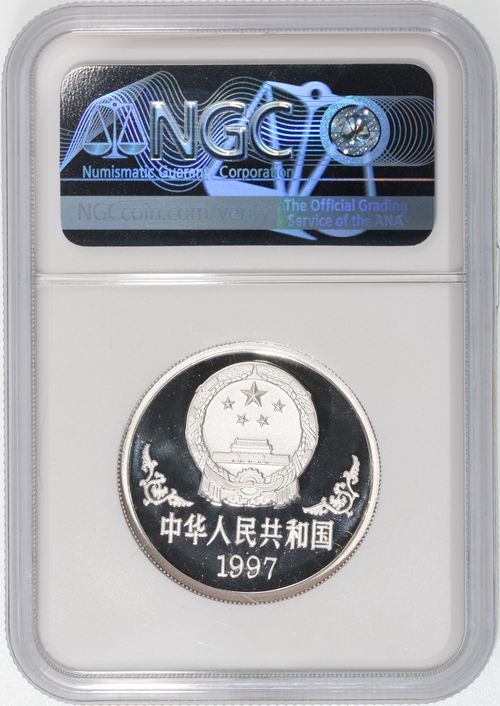 NGC
Numismatic Guaranty Corporation
NGCcoin.com/verify
The Official Grading
Service of the ANA
中华人民共和国
1997